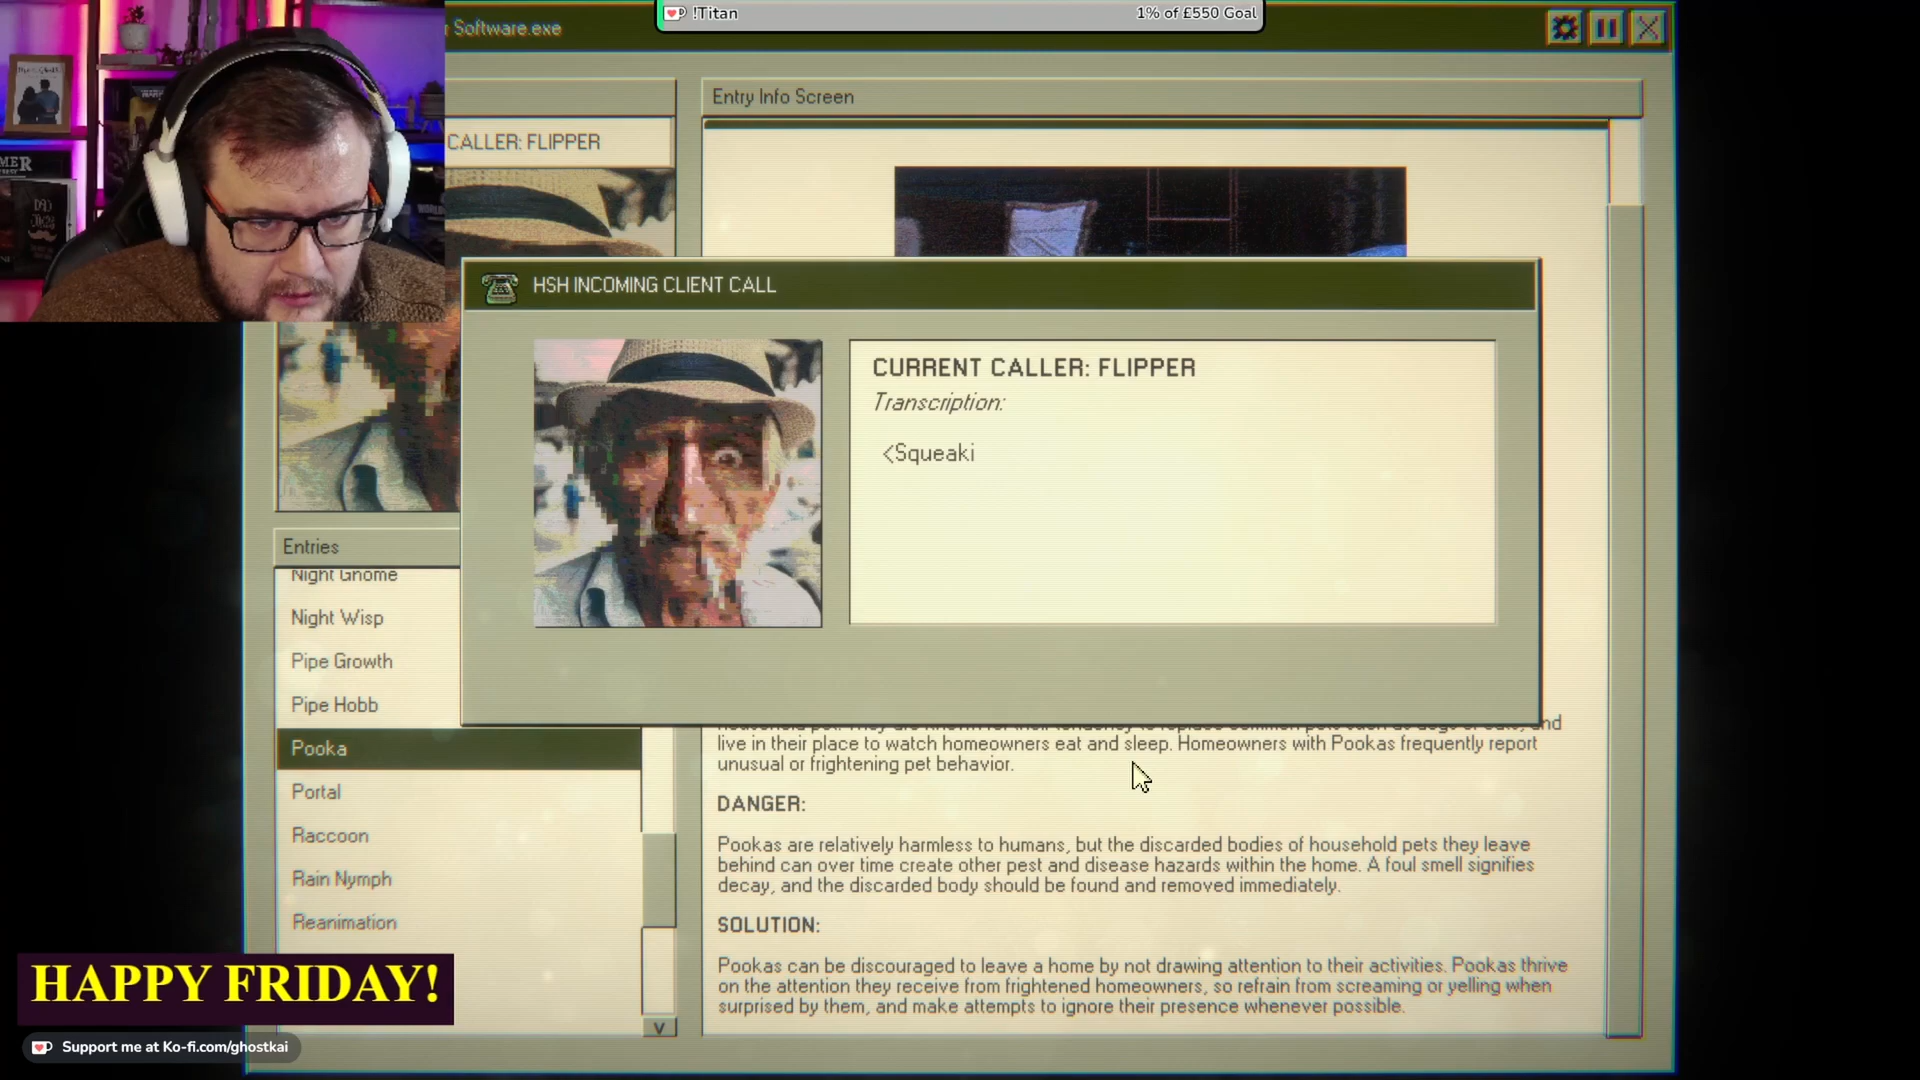 !Titan
1% of £550 Goal
Software.exe
Entry Info Screen
CALLER: FLIPPER
HSH INCOMING CLIENT CALL
CURRENT CALLER: FLIPPER
Transcription:
<Squeaki
Entries
Night Gnome
Night Wisp
Pipe Growth
Pipe Hobb
Pooka
Portal
Raccoon
Rain Nymph
Reanimation
live in their place to watch homeowners eat and sleep. Homeowners with Pookas frequently report
unusual or frightening pet behavior.
DANGER:
Pookas are relatively harmless to humans, but the discarded bodies of household pets they leave
behind can over time create other pest and disease hazards within the home. A foul smell signifies
decay, and the discarded body should be found and removed immediately.
SOLUTION:
Pookas can be discouraged to leave a home by not drawing attention to their activities. Pookas thrive
on the attention they receive from frightened homeowners, so refrain from screaming or yelling when
surprised by them, and make attempts to ignore their presence whenever possible.
V
HAPPY FRIDAY!
Support me at Ko-fi.com/ghostkai